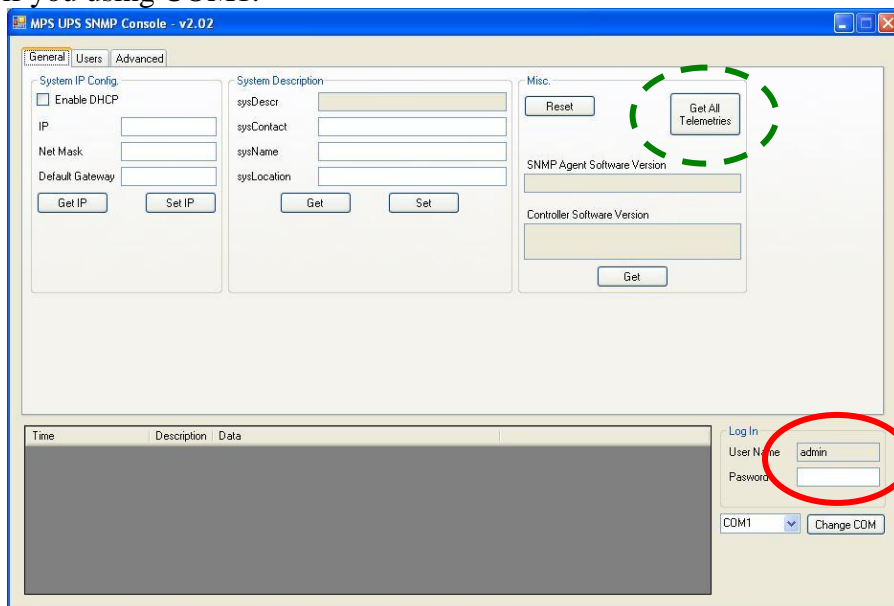 if you using COM1.
MPS UPS SNMP Console - v2.02
General Users Advanced
System IP Config.
Enable DHCP
IP
Net Mask
Default Gateway
Get IP Set IP
System Description
sysDescr
sysContact
sysName
sysLocation
Get Set
Misc.
Reset
Get All
Telemetries
SNMP Agent Software Version
Controller Software Version
Get
Time Description Data
Log In
User Name admin
Pasword
COM1 Change COM